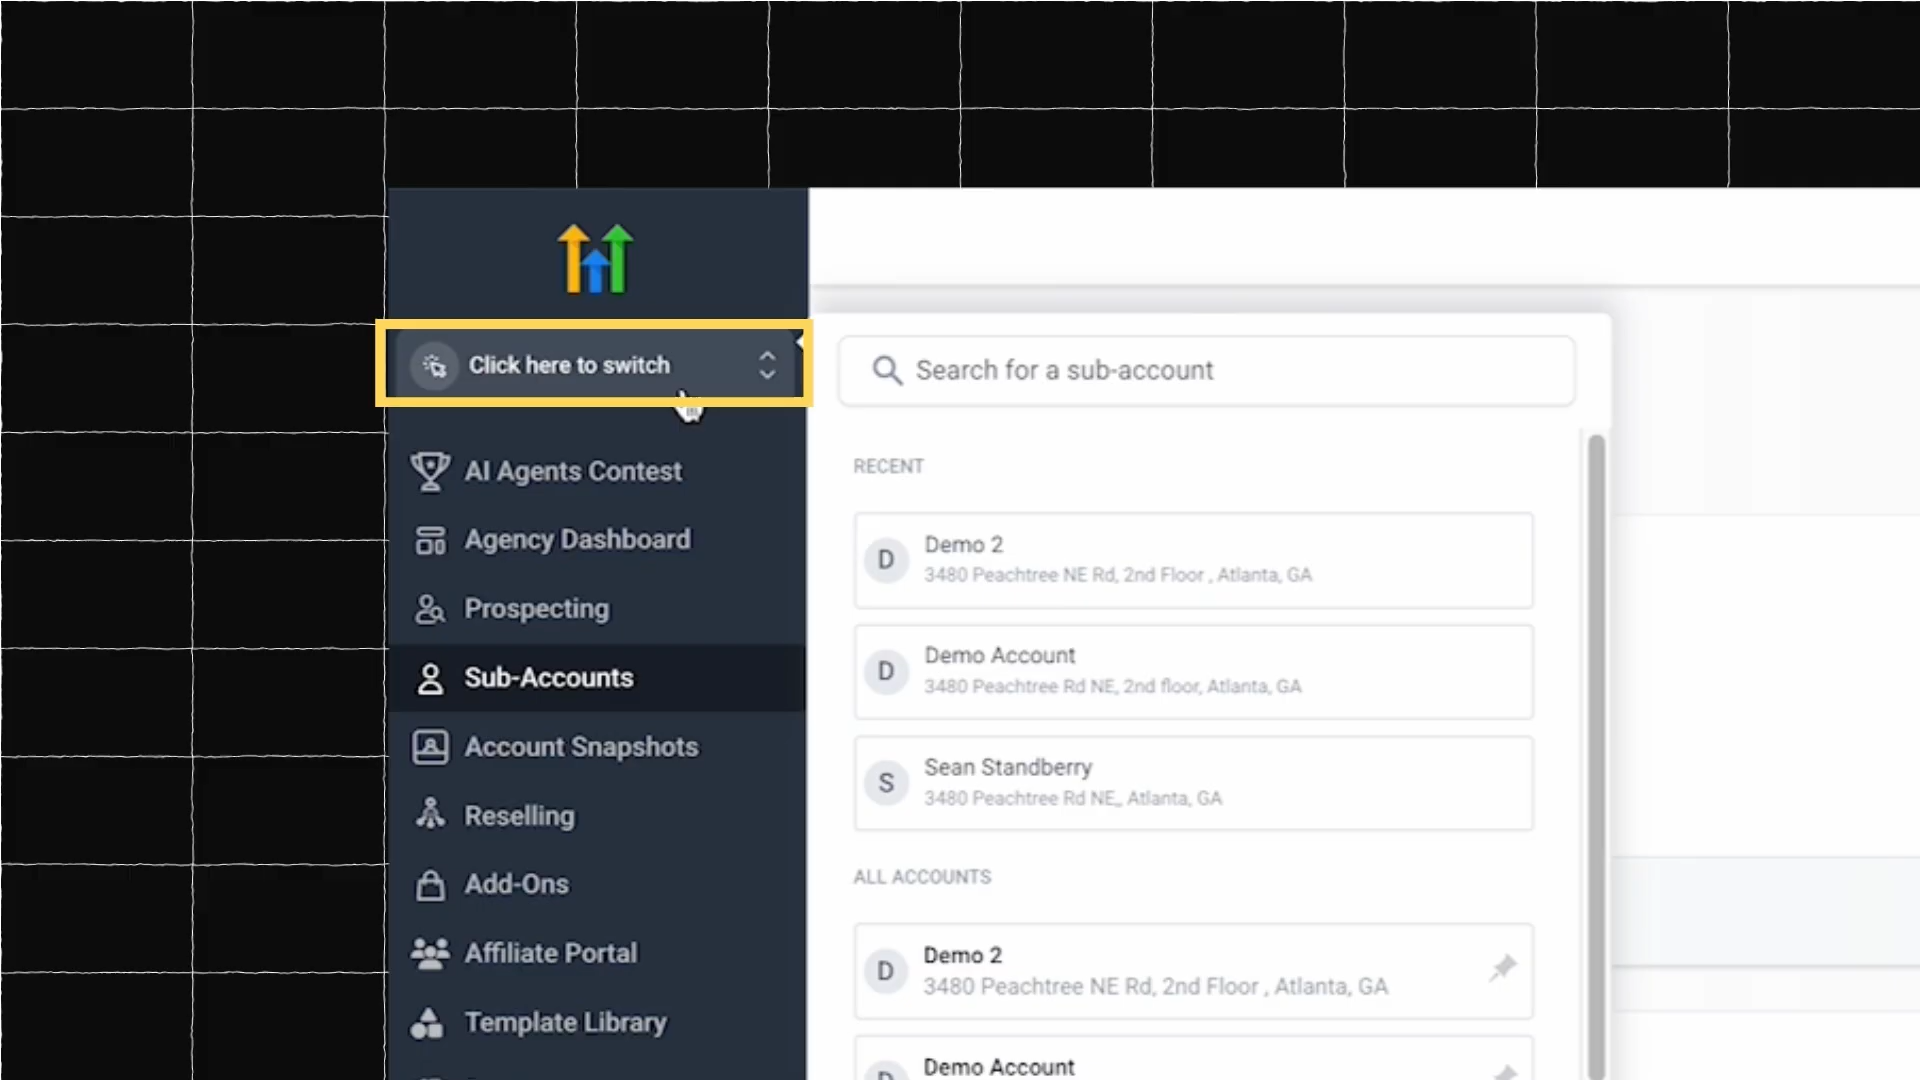 Click here to switch
AI Agents Contest
Agency Dashboard
Prospecting
Sub-Accounts
Account Snapshots
Reselling
Add-Ons
Affiliate Portal
Template Library
Search for a sub-account
RECENT
D
Demo 2
3480 Peachtree NE Rd, 2nd Floor , Atlanta, GA
D
Demo Account
3480 Peachtree Rd NE, 2nd floor, Atlanta, GA
S
Sean Standberry
3480 Peachtree Rd NE,, Atlanta, GA
ALL ACCOUNTS
D
Demo 2
3480 Peachtree NE Rd, 2nd Floor , Atlanta, GA
D
Demo Account